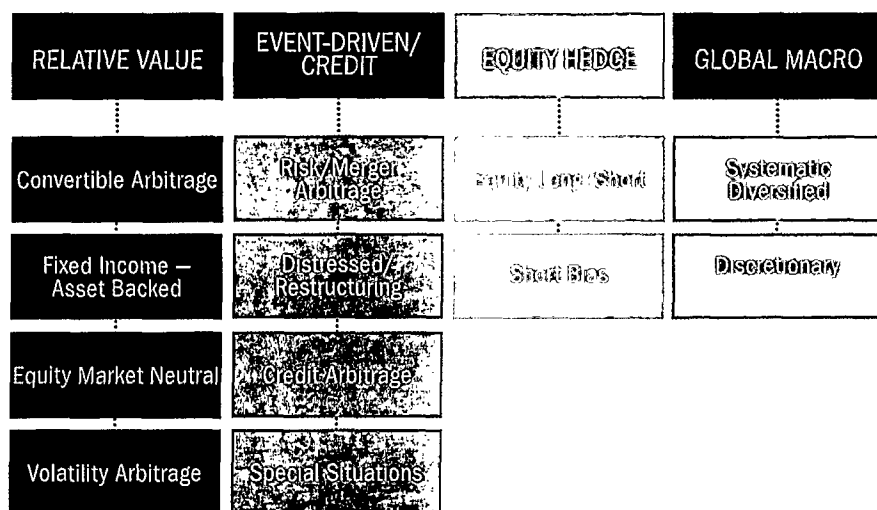 RELATIVE VALUE
EVENT-DRIVEN/
CREDIT
EQUITY HEDGE
GLOBAL MACRO
Convertible Arbitrage
Risk/Merger
Arbitrage
Equity Long/Short
Systematic
Diversified
Fixed Income —
Asset Backed
Distressed/
Restructuring
Short Bias
Discretionary
Equity Market Neutral
Credit Arbitrage
Volatility Arbitrage
Special Situations